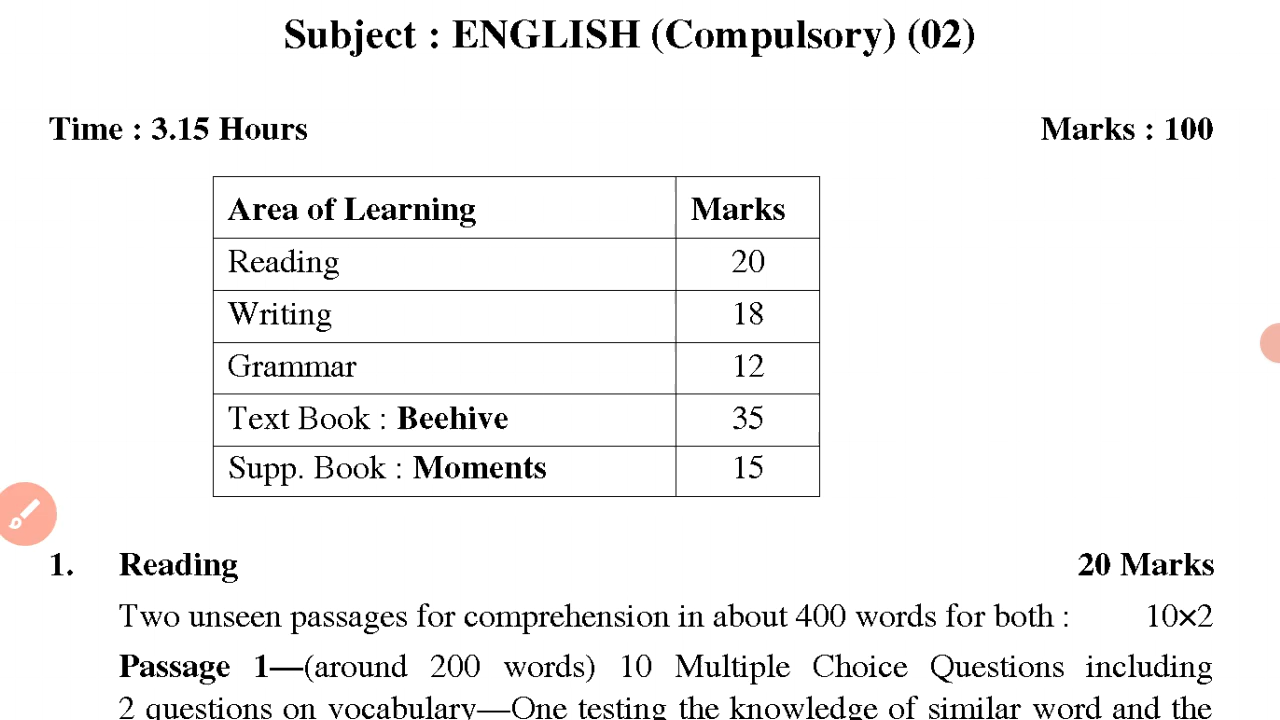 Subject : ENGLISH (Compulsory) (02)
Time : 3.15 Hours Marks : 100
Area of Learning Marks
Reading 20
Writing 18
Grammar 12
Text Book : Beehive 35
Supp. Book : Moments 15
1. Reading 20 Marks
Two unseen passages for comprehension in about 400 words for both : 10×2
Passage 1—(around 200 words) 10 Multiple Choice Questions including
2 questions on vocabulary—One testing the knowledge of similar word and the